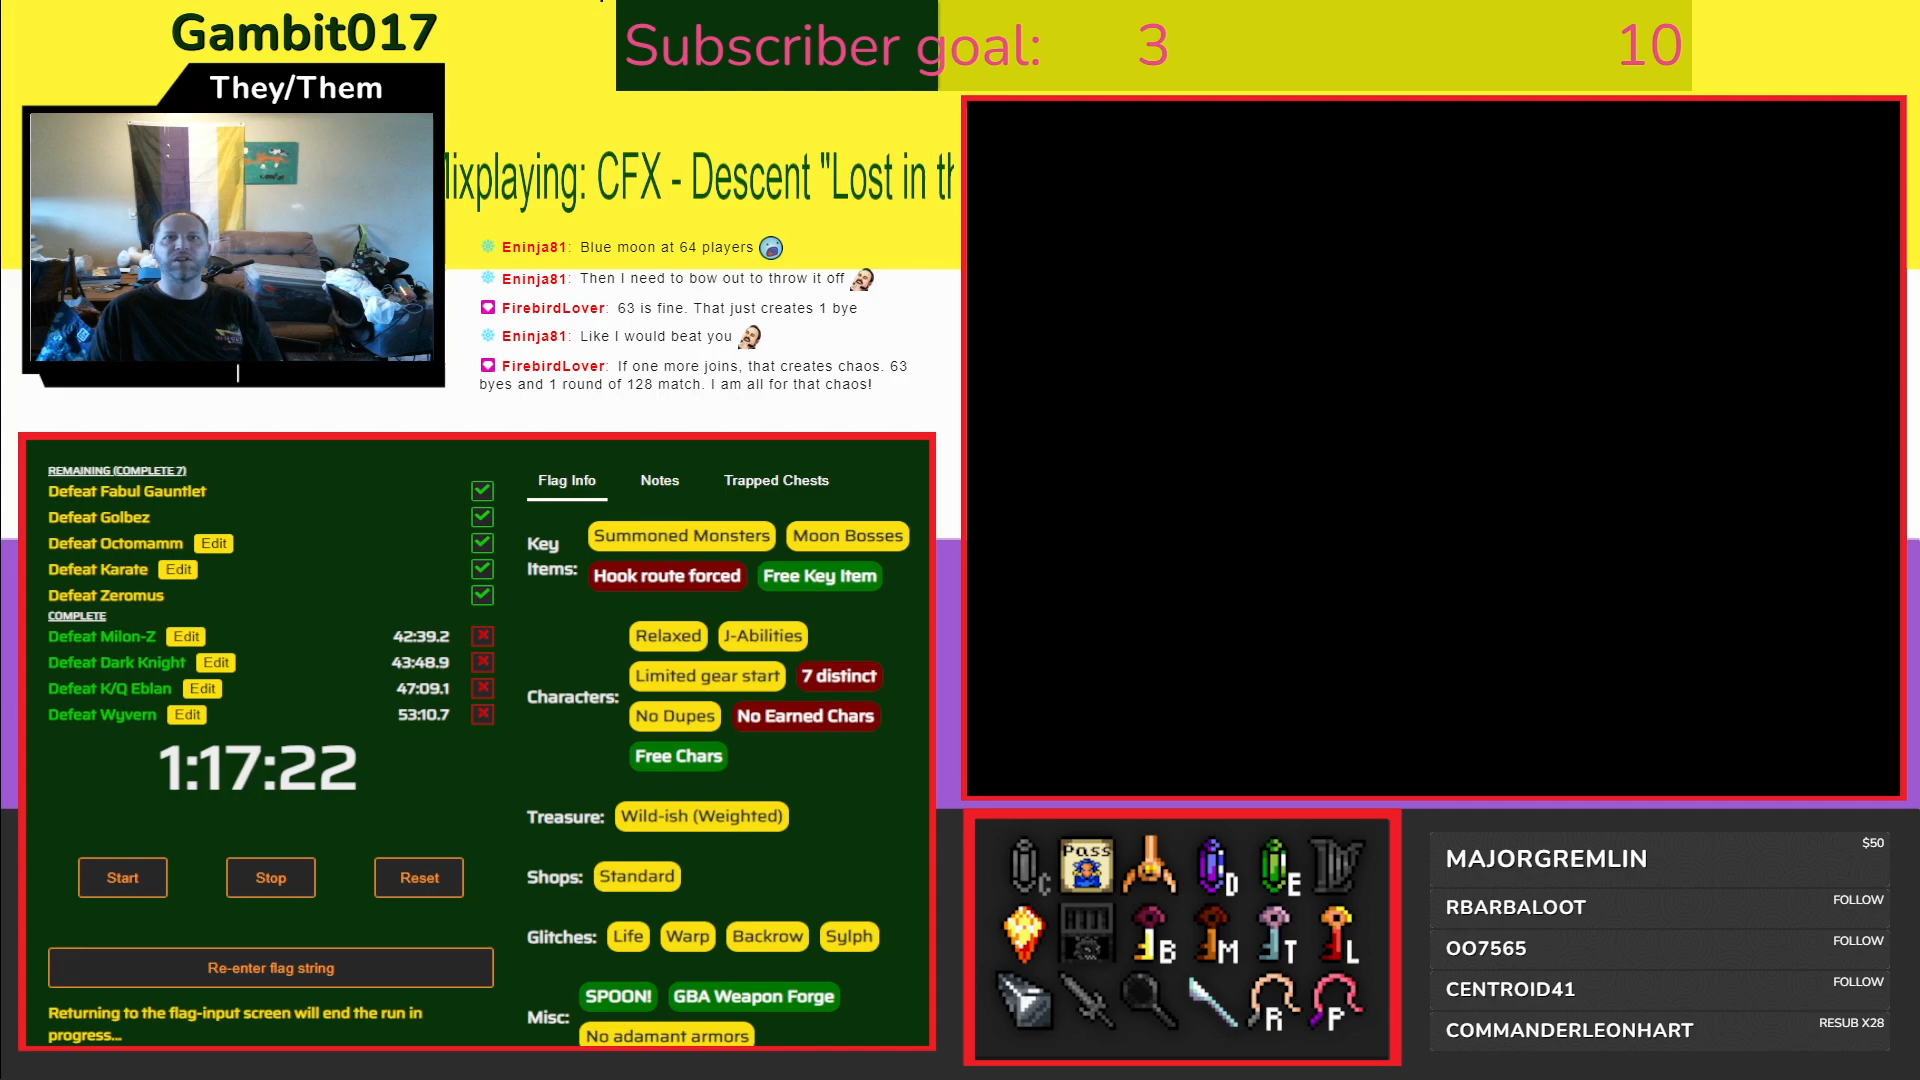 Gambit017
They/Them
Subscriber goal: 3 10
ixplaying: CFX - Descent "Lost in th
Eninja81: Blue moon at 64 players
Eninja81: Then I need to bow out to throw it off
FirebirdLover: 63 is fine. That just creates 1 bye
Eninja81: Like I would beat you
FirebirdLover: If one more joins, that creates chaos. 63
byes and 1 round of 128 match. I am all for that chaos!
REMAINING (COMPLETE 7)
Defeat Fabul Gauntlet
Defeat Golbez
Defeat Octomamm Edit
Defeat Karate Edit
Defeat Zeromus
COMPLETE
Defeat Milon-Z Edit 42:39.2
Defeat Dark Knight Edit 43:48.9
Defeat K/Q Eblan Edit 47:09.1
Defeat Wyvern Edit 53:10.7
1:17:22
Start Stop Reset
Re-enter flag string
Returning to the flag-input screen will end the run in
progress...
Flag Info Notes Trapped Chests
Key Items: Summoned Monsters Moon Bosses
Hook route forced Free Key Item
Characters: Relaxed J-Abilities
Limited gear start 7 distinct
No Dupes No Earned Chars
Free Chars
Treasure: Wild-ish (Weighted)
Shops: Standard
Glitches: Life Warp Backrow Sylph
Misc: SPOON! GBA Weapon Forge
No adamant armors
C Pass D E
B M T L
R P
MAJORGREMLIN $50
RBARBALOOT FOLLOW
OO7565 FOLLOW
CENTROID41 FOLLOW
COMMANDERLEONHART RESUB X28